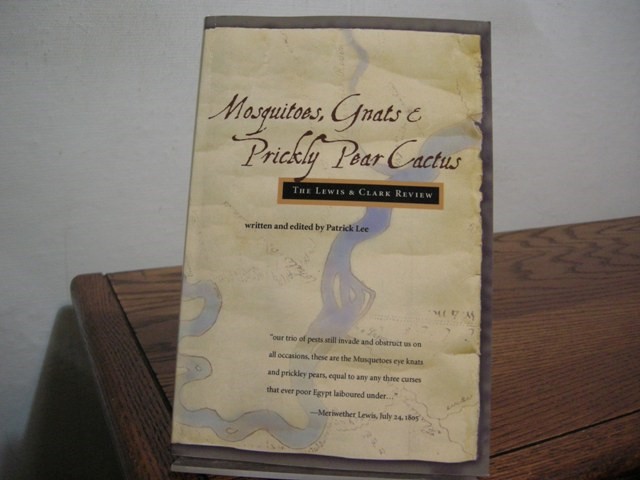 Mosquitoes, Gnats &
Prickly Pear Cactus
THE LEWIS & CLARK REVIEW
written and edited by Patrick Lee
"our trio of pests still invade and obstruct us on
all occasions, these are the Musquetoes eye knats
and prickley pears, equal to any any three curses
that ever poor Egypt laiboured under..."
—Meriwether Lewis, July 24, 1805